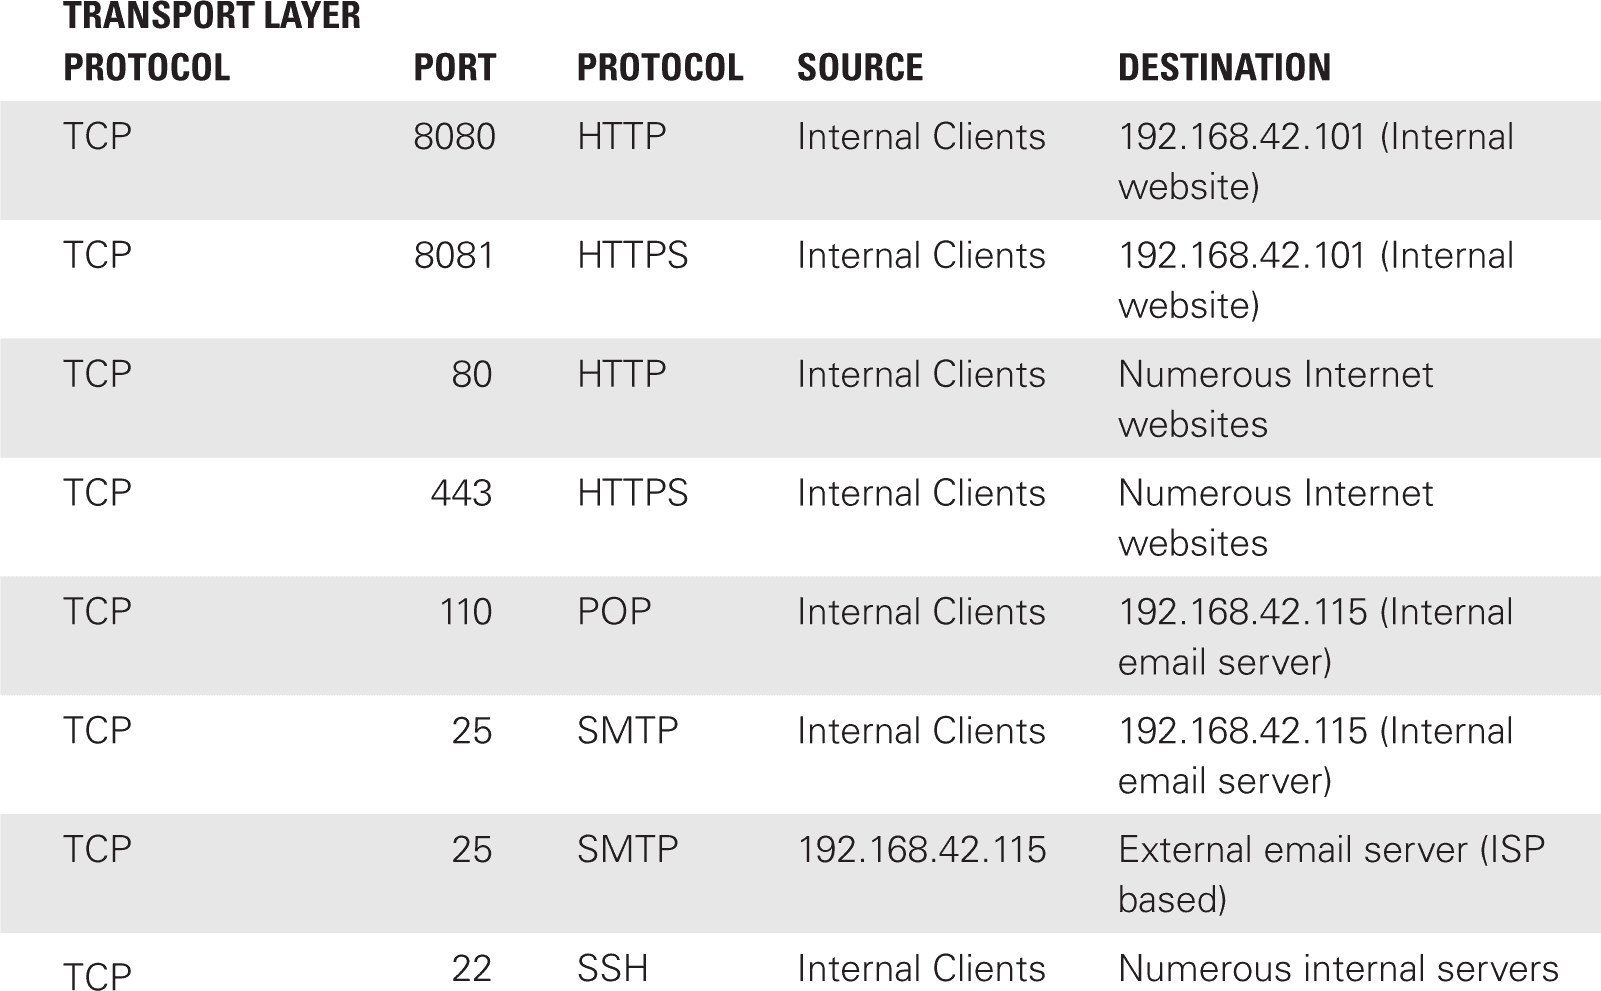 TRANSPORT LAYER
PROTOCOL PORT PROTOCOL SOURCE DESTINATION
TCP 8080 HTTP Internal Clients 192.168.42.101 (Internal
website)
TCP 8081 HTTPS Internal Clients 192.168.42.101 (Internal
website)
TCP 80 HTTP Internal Clients Numerous Internet
websites
TCP 443 HTTPS Internal Clients Numerous Internet
websites
TCP 110 POP Internal Clients 192.168.42.115 (Internal
email server)
TCP 25 SMTP Internal Clients 192.168.42.115 (Internal
email server)
TCP 25 SMTP 192.168.42.115 External email server (ISP
based)
TCP 22 SSH Internal Clients Numerous internal servers